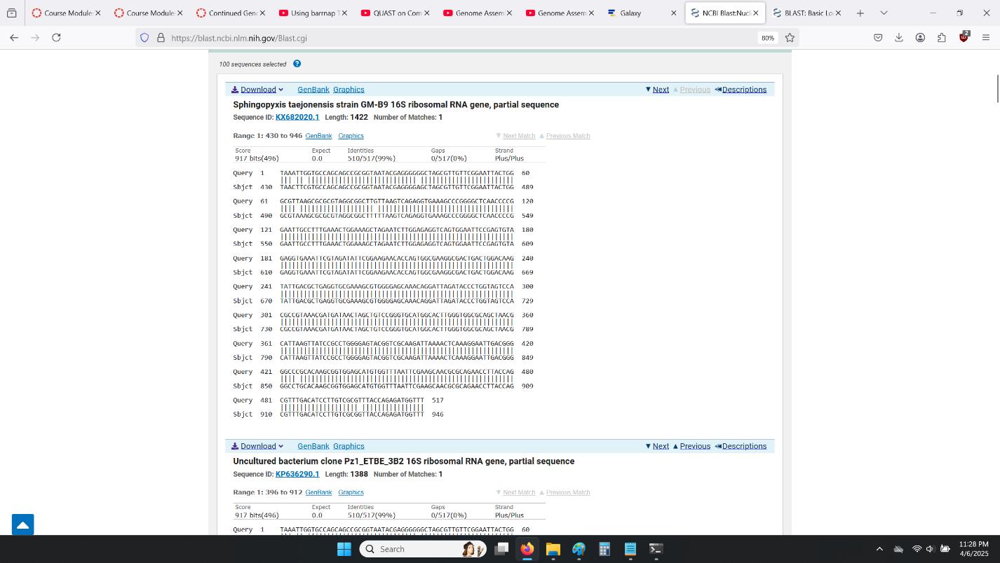 Course Module:
Course Module:
Continued Gen
Using barrnap T
QUAST on Com
Genome Assem
Genome Assem
Galaxy
NCBI Blast:Nucl
BLAST: Basic Lo
https://blast.ncbi.nlm.nih.gov/Blast.cgi
80%
2
100 sequences selected ?
Download GenBank Graphics ▼ Next ▲ Previous Descriptions
Sphingopyxis taejonensis strain GM-B9 16S ribosomal RNA gene, partial sequence
Sequence ID: KX682020.1 Length: 1422 Number of Matches: 1
Range 1: 430 to 946 GenBank Graphics ▼ Next Match ▲ Previous Match
Score Expect Identities Gaps Strand
917 bits(496) 0.0 510/517(99%) 0/517(0%) Plus/Plus
Query 1 TAAATTGGTGCCAGCAGCCGCGGTAATACGAGGGGGGCTAGCGTTGTTCGGAATTACTGG 60
Sbjct 430 TAACTTCGTGCCAGCAGCCGCGGTAATACGAGGGGAGCTAGCGTTGTTCGGAATTACTGG 489
Query 61 GCGTTAAGCGCGCGTAGGCGGCTTGTTAAGTCAGAGGTGAAAGCCCGGGGCTCAACCCCG 120
Sbjct 490 GCGTAAAGCGCGCGTAGGCGGCTTTTTAAGTCAGAGGTGAAAGCCCGGGGCTCAACCCCG 549
Query 121 GAATTGCCTTTGAAACTGGAAAGCTAGAATCTTGGAGAGGTCAGTGGAATTCCGAGTGTA 180
Sbjct 550 GAATTGCCTTTGAAACTGGAAAGCTAGAATCTTGGAGAGGTCAGTGGAATTCCGAGTGTA 609
Query 181 GAGGTGAAATTCGTAGATATTCGGAAGAACACCAGTGGCGAAGGCGACTGACTGGACAAG 240
Sbjct 610 GAGGTGAAATTCGTAGATATTCGGAAGAACACCAGTGGCGAAGGCGACTGACTGGACAAG 669
Query 241 TATTGACGCTGAGGTGCGAAAGCGTGGGGAGCAAACAGGATTAGATACCCTGGTAGTCCA 300
Sbjct 670 TATTGACGCTGAGGTGCGAAAGCGTGGGGAGCAAACAGGATTAGATACCCTGGTAGTCCA 729
Query 301 CGCCGTAAACGATGATAACTAGCTGTCCGGGTGCATGGCACTTGGGTGGCGCAGCTAACG 360
Sbjct 730 CGCCGTAAACGATGATAACTAGCTGTCCGGGTGCATGGCACTTGGGTGGCGCAGCTAACG 789
Query 361 CATTAAGTTATCCGCCTGGGGAGTACGGTCGCAAGATTAAAACTCAAAGGAATTGACGGG 420
Sbjct 790 CATTAAGTTATCCGCCTGGGGAGTACGGTCGCAAGATTAAAACTCAAAGGAATTGACGGG 849
Query 421 GGCCCGCACAAGCGGTGGAGCATGTGGTTTAATTCGAAGCAACGCGCAGAACCTTACCAG 480
Sbjct 850 GGCCTGCACAAGCGGTGGAGCATGTGGTTTAATTCGAAGCAACGCGCAGAACCTTACCAG 909
Query 481 CGTTTGACATCCTTGTCGCGTTTACCAGAGATGGTTT 517
Sbjct 910 CGTTTGACATCCTTGTCGCGGTTACCAGAGATGGTTT 946
Download GenBank Graphics ▼ Next ▲ Previous Descriptions
Uncultured bacterium clone Pz1_ETBE_3B2 16S ribosomal RNA gene, partial sequence
Sequence ID: KP636290.1 Length: 1388 Number of Matches: 1
Range 1: 396 to 912 GenBank Graphics ▼ Next Match ▲ Previous Match
Score Expect Identities Gaps Strand
917 bits(496) 0.0 510/517(99%) 0/517(0%) Plus/Plus
Query 1 TAAATTGGTGCCAGCAGCCGCGGTAATACGAGGGGGGCTAGCGTTGTTCGGAATTACTGG 60
Search
11:28 PM
4/6/2025